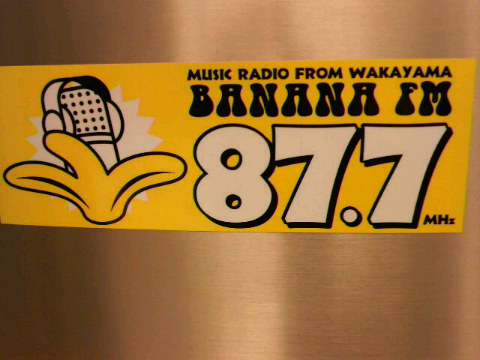 MUSIC RADIO FROM WAKAYAMA
BANANA FM
87.7 MHz